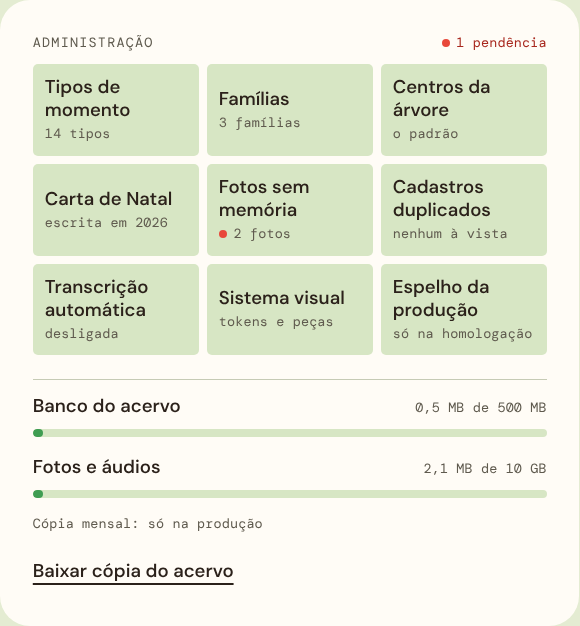 ADMINISTRAÇÃO
1 pendência
Tipos de
momento
14 tipos
Famílias
3 famílias
Centros da
árvore
o padrão
Carta de Natal
escrita em 2026
Fotos sem
memória
2 fotos
Cadastros
duplicados
nenhum à vista
Transcrição
automática
desligada
Sistema visual
tokens e peças
Espelho da
produção
só na homologação
Banco do acervo
0,5 MB de 500 MB
Fotos e áudios
2,1 MB de 10 GB
Cópia mensal: só na produção
Baixar cópia do acervo